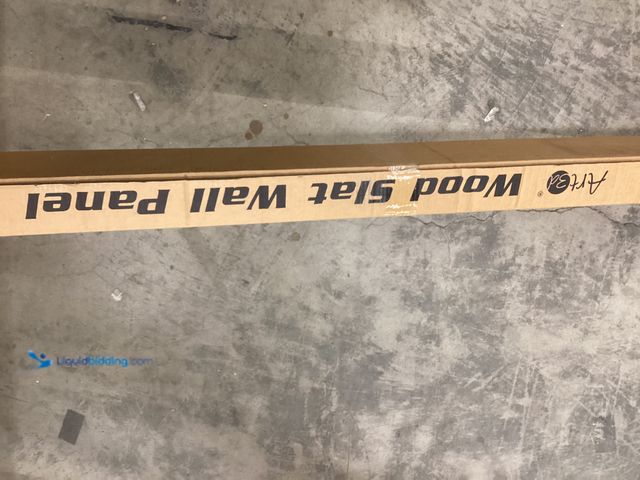 Art3d® Wood Slat Wall Panel
Liquidbidding.com